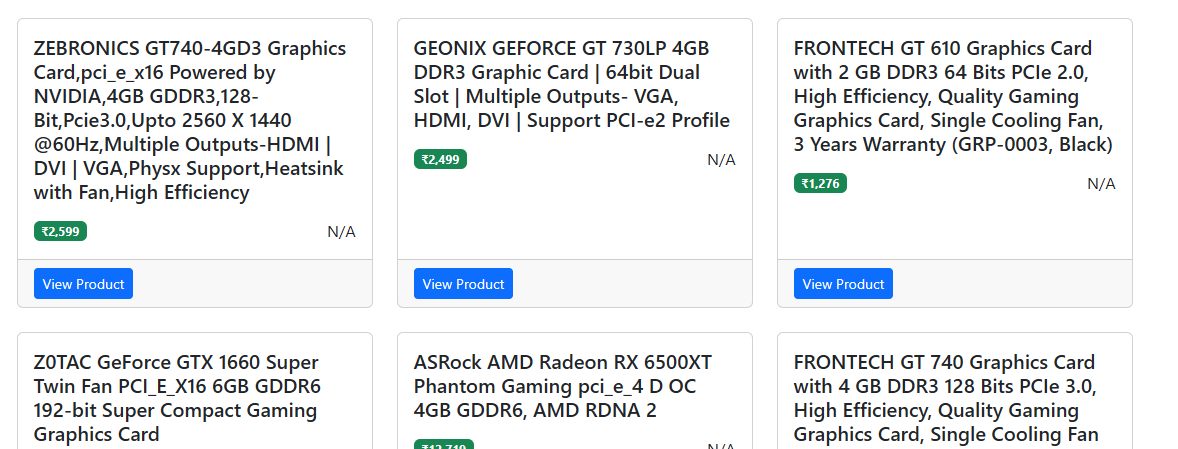 ZEBRONICS GT740-4GD3 Graphics
Card,pci_e_x16 Powered by
NVIDIA,4GB GDDR3,128-
Bit,Pcie3.0,Upto 2560 X 1440
@60Hz,Multiple Outputs-HDMI |
DVI | VGA,Physx Support,Heatsink
with Fan,High Efficiency
₹2,599
N/A
View Product
GEONIX GEFORCE GT 730LP 4GB
DDR3 Graphic Card | 64bit Dual
Slot | Multiple Outputs- VGA,
HDMI, DVI | Support PCI-e2 Profile
₹2,499
N/A
View Product
FRONTECH GT 610 Graphics Card
with 2 GB DDR3 64 Bits PCIe 2.0,
High Efficiency, Quality Gaming
Graphics Card, Single Cooling Fan,
3 Years Warranty (GRP-0003, Black)
₹1,276
N/A
View Product
Z0TAC GeForce GTX 1660 Super
Twin Fan PCI_E_X16 6GB GDDR6
192-bit Super Compact Gaming
Graphics Card
ASRock AMD Radeon RX 6500XT
Phantom Gaming pci_e_4 D OC
4GB GDDR6, AMD RDNA 2
N/A
FRONTECH GT 740 Graphics Card
with 4 GB DDR3 128 Bits PCIe 3.0,
High Efficiency, Quality Gaming
Graphics Card, Single Cooling Fan